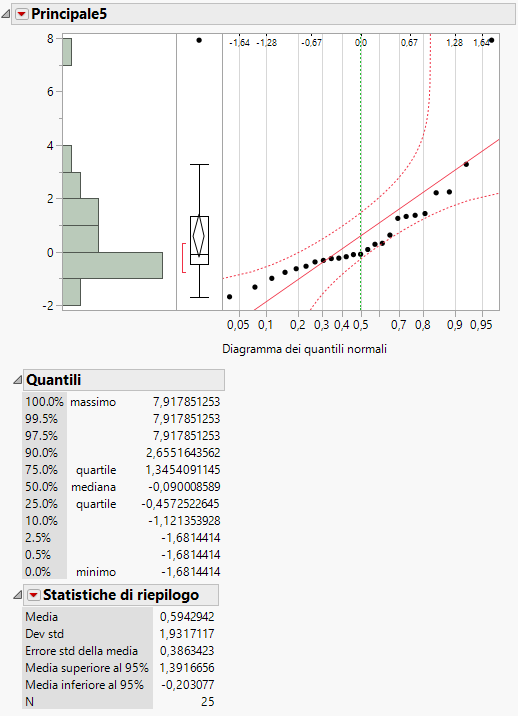 Principale5
8
6
4
2
0
-2
-1,64 -1,28 -0,67 0,0 0,67 1,28 1,64
0,05 0,1 0,2 0,3 0,4 0,5 0,7 0,8 0,9 0,95
Diagramma dei quantili normali
Quantili
100.0% massimo 7,917851253
99.5% 7,917851253
97.5% 7,917851253
90.0% 2,6551643562
75.0% quartile 1,3454091145
50.0% mediana -0,090008589
25.0% quartile -0,4572522645
10.0% -1,121353928
2.5% -1,6814414
0.5% -1,6814414
0.0% minimo -1,6814414
Statistiche di riepilogo
Media 0,5942942
Dev std 1,9317117
Errore std della media 0,3863423
Media superiore al 95% 1,3916656
Media inferiore al 95% -0,203077
N 25